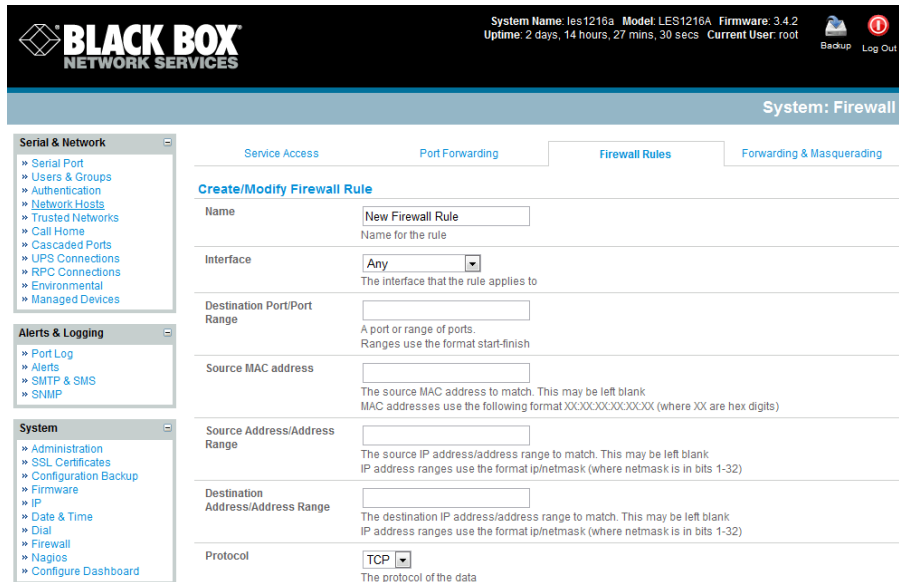 BLACK BOX
NETWORK SERVICES
System Name: les1216a Model: LES1216A Firmware: 3.4.2
Uptime: 2 days, 14 hours, 27 mins, 30 secs Current User: root
Backup
Log Out
System: Firewall
Serial & Network
» Serial Port
» Users & Groups
» Authentication
» Network Hosts
» Trusted Networks
» Call Home
» Cascaded Ports
» UPS Connections
» RPC Connections
» Environmental
» Managed Devices
Alerts & Logging
» Port Log
» Alerts
» SMTP & SMS
» SNMP
System
» Administration
» SSL Certificates
» Configuration Backup
» Firmware
» IP
» Date & Time
» Dial
» Firewall
» Nagios
» Configure Dashboard
Service Access
Port Forwarding
Firewall Rules
Forwarding & Masquerading
Create/Modify Firewall Rule
Name
New Firewall Rule
Name for the rule
Interface
Any
The interface that the rule applies to
Destination Port/Port
Range
A port or range of ports.
Ranges use the format start-finish
Source MAC address
The source MAC address to match. This may be left blank
MAC addresses use the following format XX:XX:XX:XX:XX:XX (where XX are hex digits)
Source Address/Address
Range
The source IP address/address range to match. This may be left blank
IP address ranges use the format ip/netmask (where netmask is in bits 1-32)
Destination
Address/Address Range
The destination IP address/address range to match. This may be left blank
IP address ranges use the format ip/netmask (where netmask is in bits 1-32)
Protocol
TCP
The protocol of the data